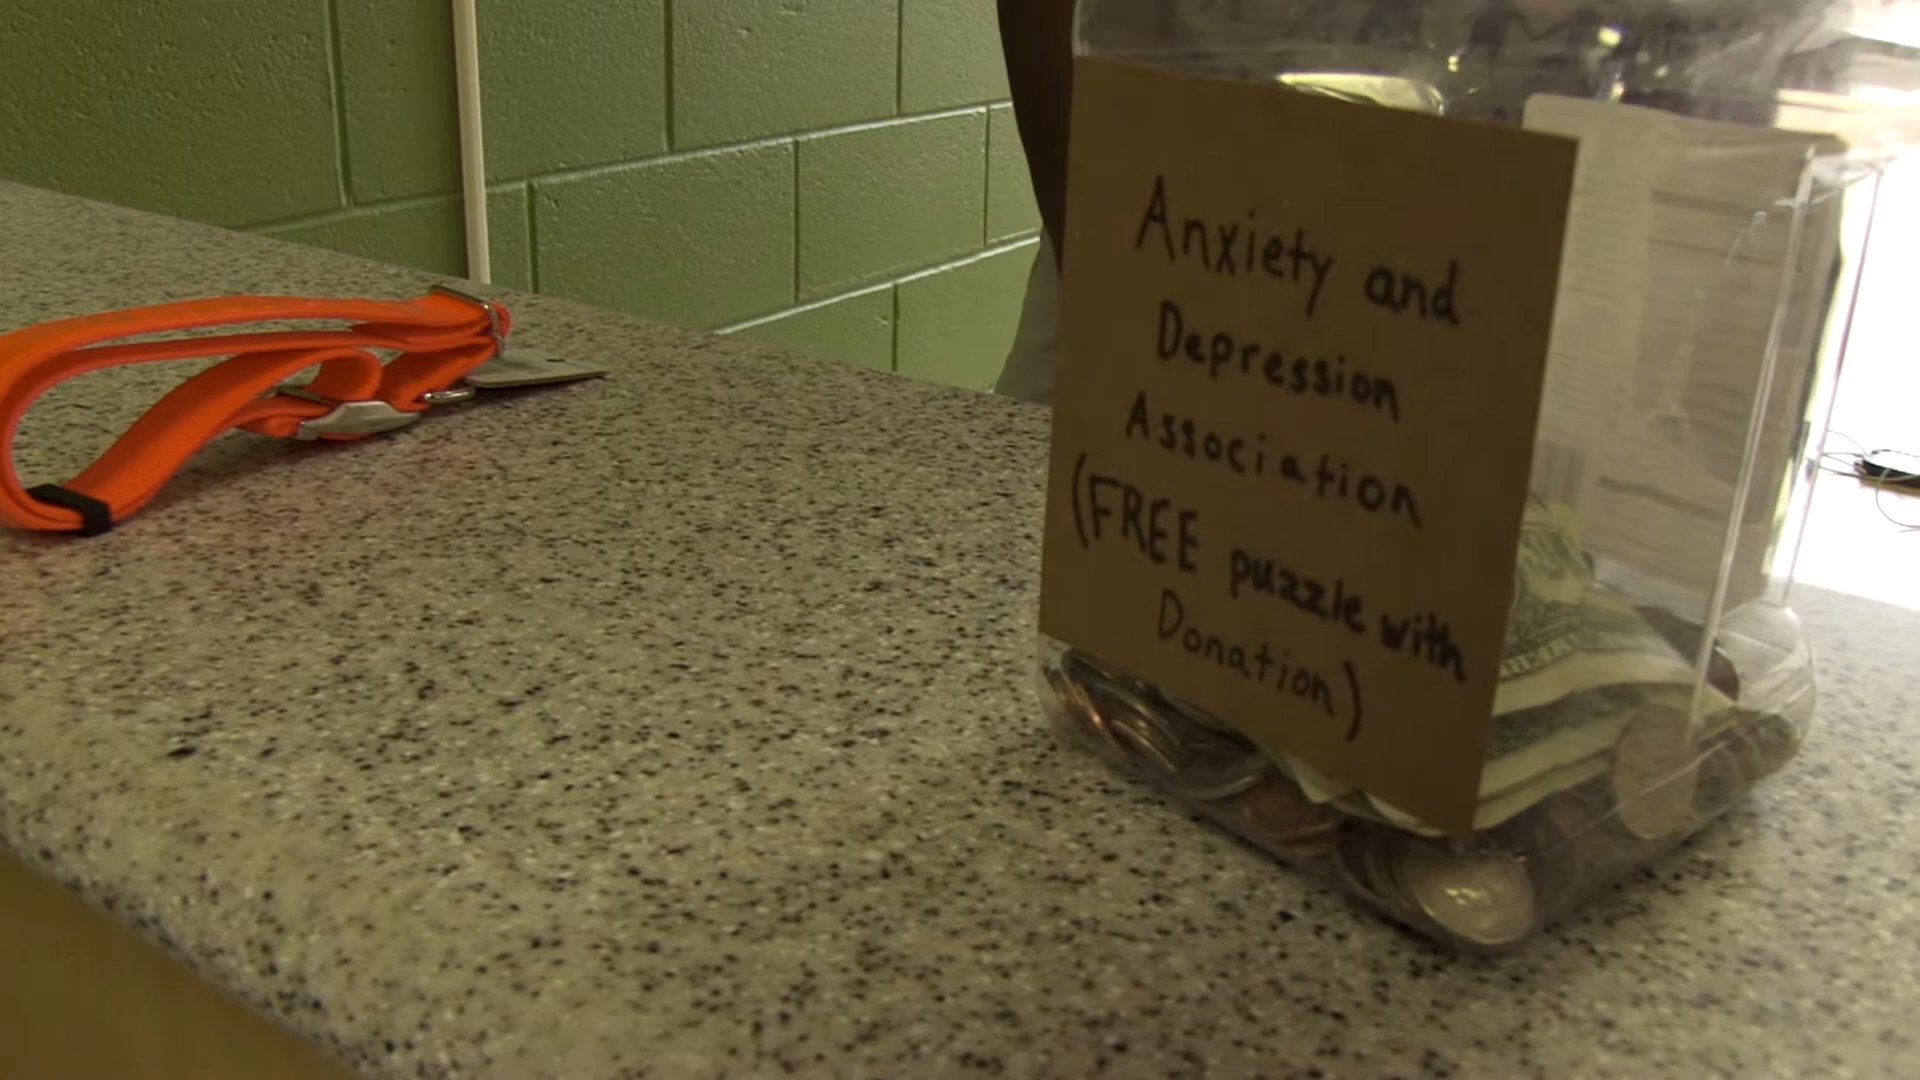 Anxiety and
Depression
Association
(FREE puzzle with
Donation)